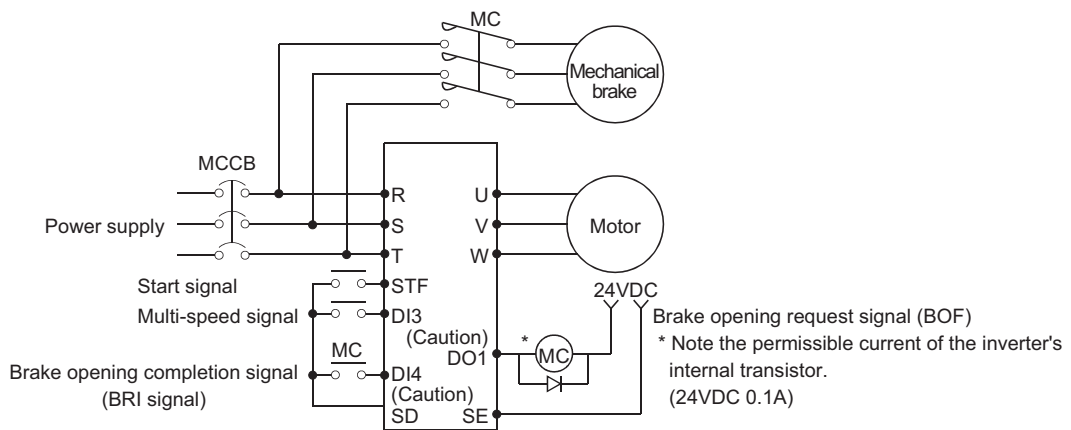 MC
Mechanical
brake
MCCB
R
U
Power supply
S
V
Motor
T
W
Start signal
STF
24VDC
Multi-speed signal
DI3
Brake opening request signal (BOF)
(Caution)
*
* Note the permissible current of the inverter's
MC
DO1
MC
internal transistor.
Brake opening completion signal
DI4
(24VDC 0.1A)
(BRI signal)
(Caution)
SD
SE